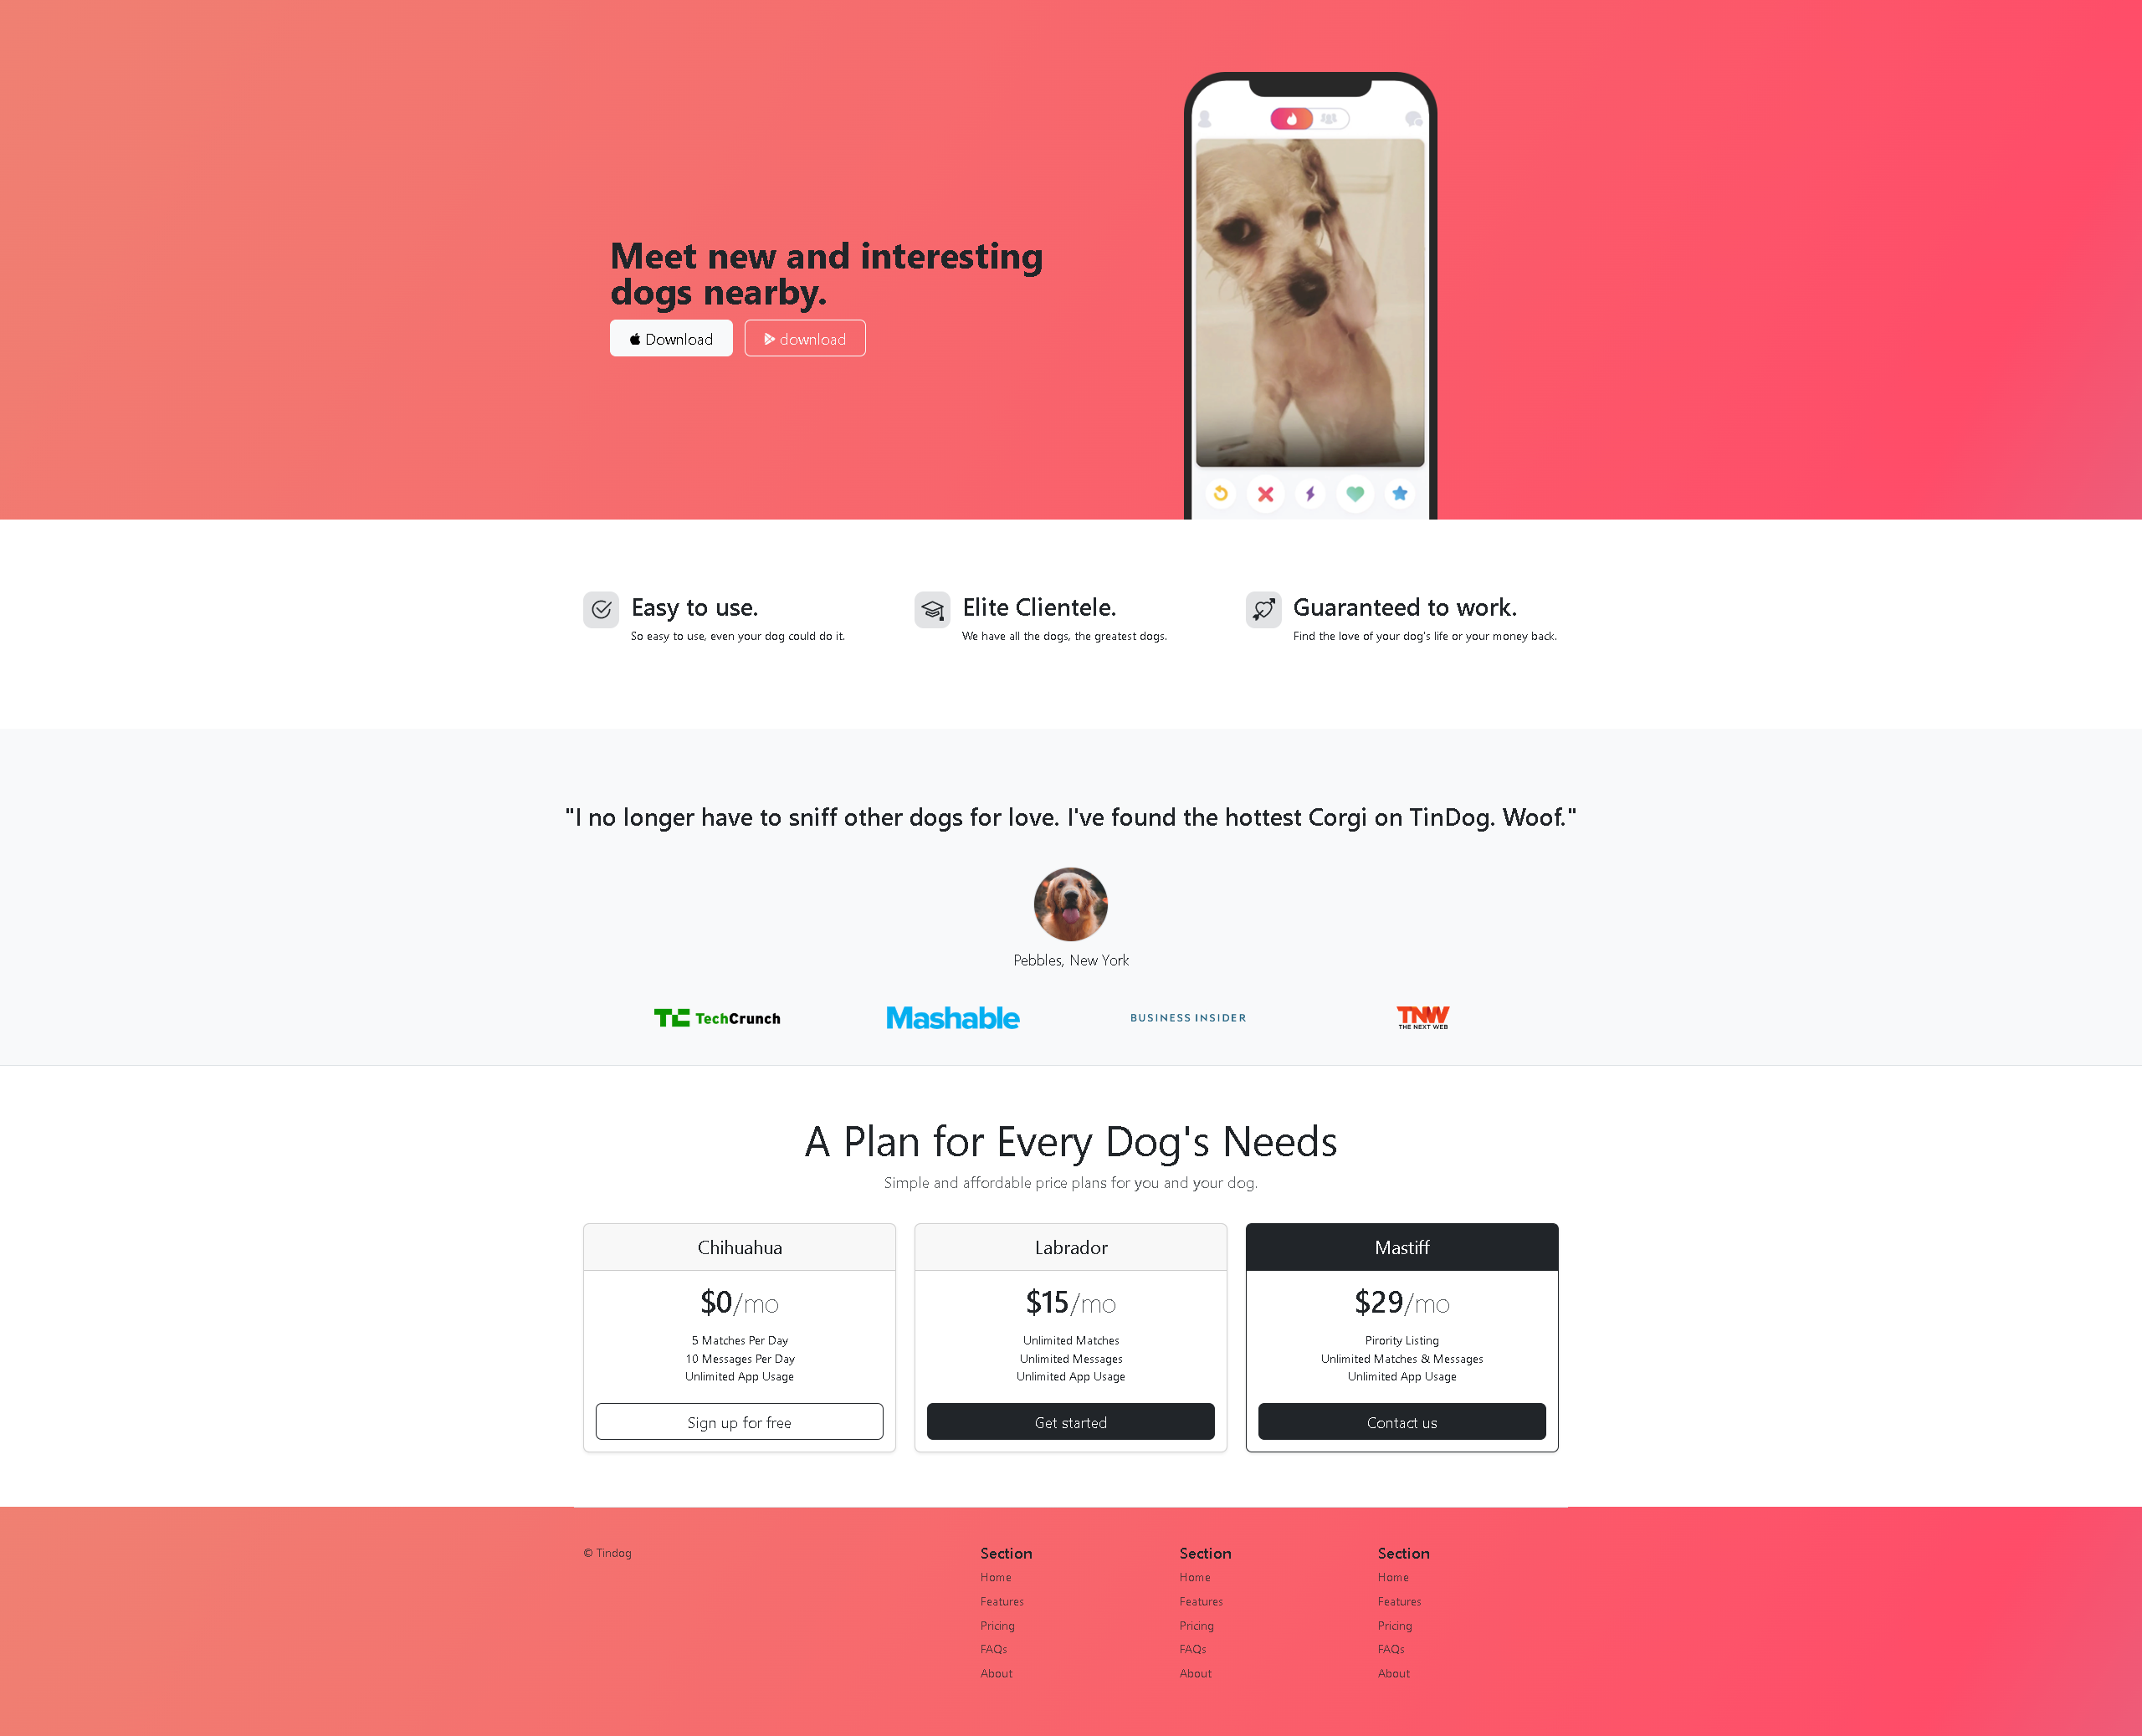 Meet new and interesting
dogs nearby.
Download
download
Easy to use.
So easy to use, even your dog could do it.
Elite Clientele.
We have all the dogs, the greatest dogs.
Guaranteed to work.
Find the love of your dog's life or your money back.
"I no longer have to sniff other dogs for love. I've found the hottest Corgi on TinDog. Woof."
Pebbles, New York
TC TechCrunch
Mashable
BUSINESS INSIDER
TNW
THE NEXT WEB
A Plan for Every Dog's Needs
Simple and affordable price plans for you and your dog.
Chihuahua
$0/mo
5 Matches Per Day
10 Messages Per Day
Unlimited App Usage
Sign up for free
Labrador
$15/mo
Unlimited Matches
Unlimited Messages
Unlimited App Usage
Get started
Mastiff
$29/mo
Pirority Listing
Unlimited Matches & Messages
Unlimited App Usage
Contact us
© Tindog
Section
Home
Features
Pricing
FAQs
About
Section
Home
Features
Pricing
FAQs
About
Section
Home
Features
Pricing
FAQs
About